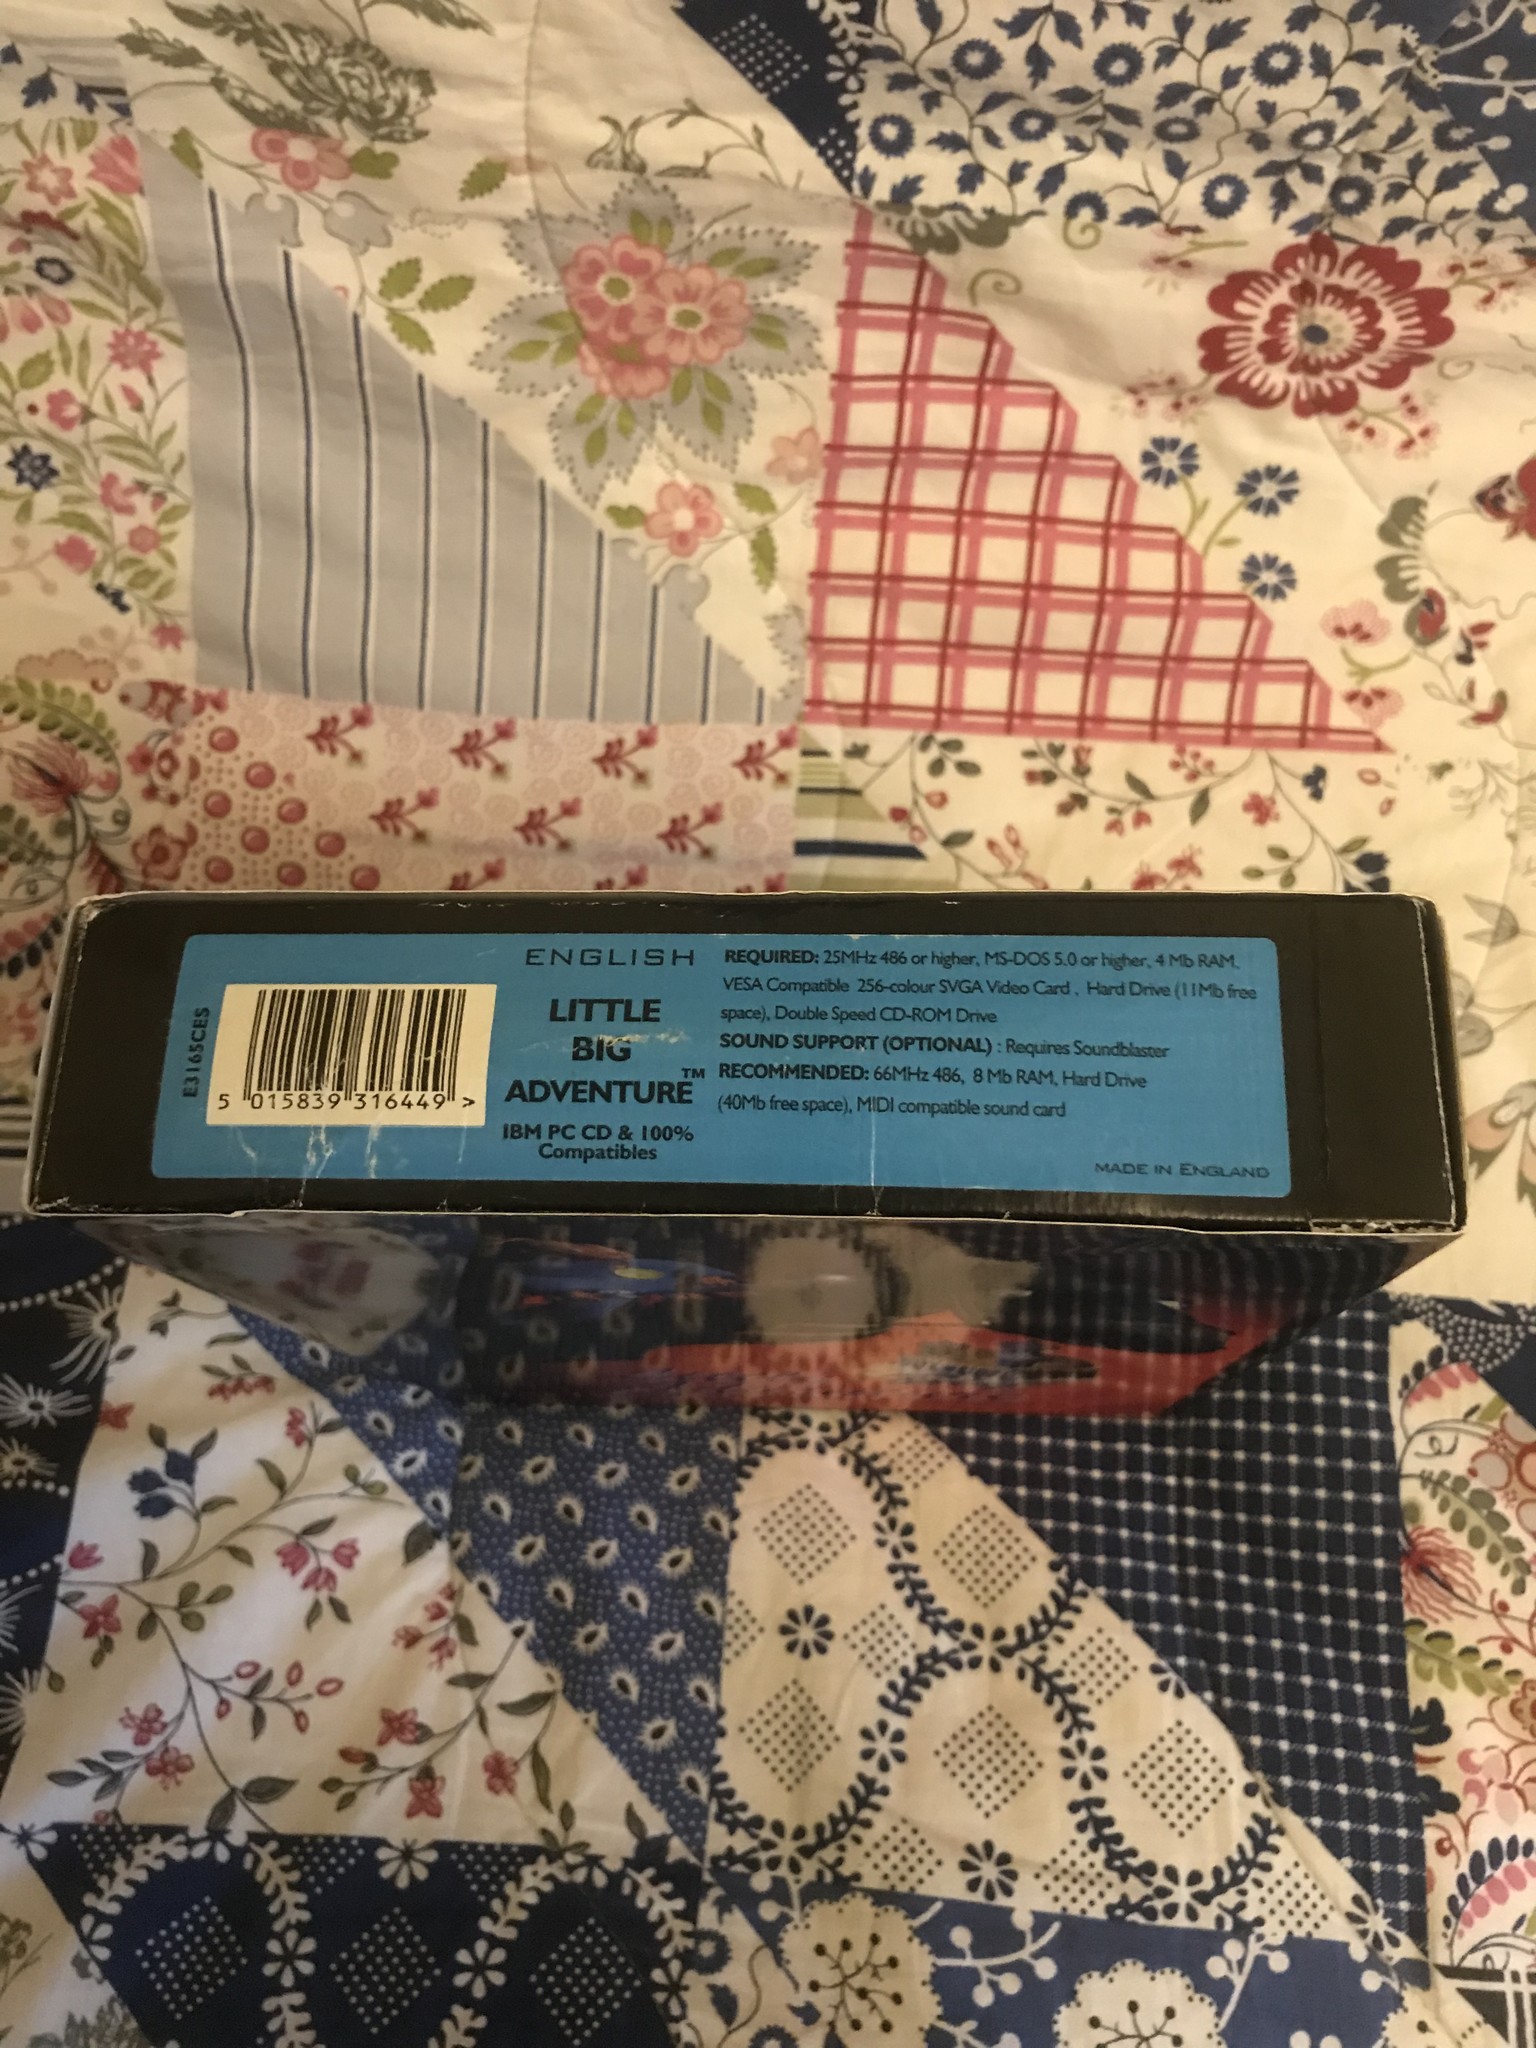 E3165CES
5 015839 316449 >
ENGLISH
LITTLE
BIG
ADVENTURE™
IBM PC CD & 100%
Compatibles
REQUIRED: 25MHz 486 or higher, MS-DOS 5.0 or higher, 4 Mb RAM,
VESA Compatible 256-colour SVGA Video Card , Hard Drive (11Mb free
space), Double Speed CD-ROM Drive
SOUND SUPPORT (OPTIONAL) : Requires Soundblaster
RECOMMENDED: 66MHz 486, 8 Mb RAM, Hard Drive
(40Mb free space), MIDI compatible sound card
MADE IN ENGLAND